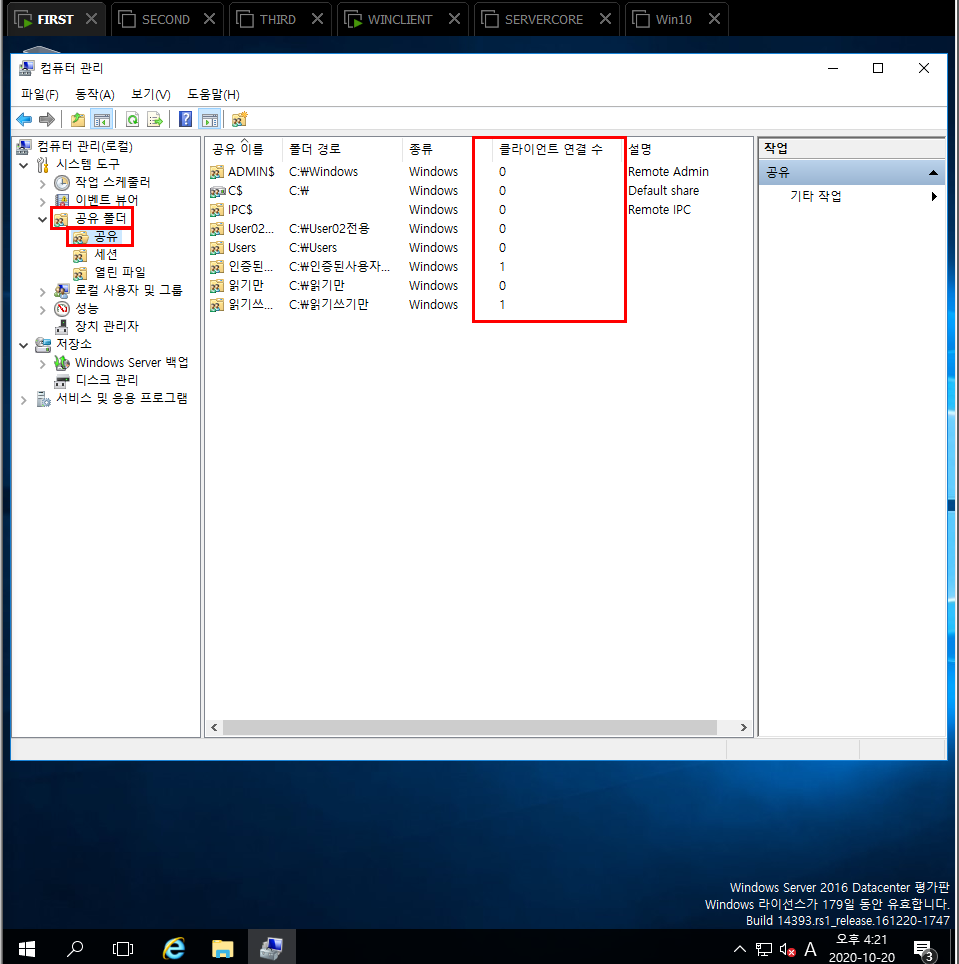 FIRST SECOND THIRD WINCLIENT SERVERCORE Win10
컴퓨터 관리
파일(F) 동작(A) 보기(V) 도움말(H)
컴퓨터 관리(로컬)
시스템 도구
작업 스케줄러
이벤트 뷰어
공유 폴더
공유
세션
열린 파일
로컬 사용자 및 그룹
성능
장치 관리자
저장소
Windows Server 백업
디스크 관리
서비스 및 응용 프로그램
공유 이름 폴더 경로 종류 클라이언트 연결 수 설명
ADMIN$ C:₩Windows Windows 0 Remote Admin
C$ C:₩ Windows 0 Default share
IPC$ Windows 0 Remote IPC
User02... C:₩User02전용 Windows 0
Users C:₩Users Windows 0
인증된... C:₩인증된사용자... Windows 1
읽기만 C:₩읽기만 Windows 0
읽기쓰... C:₩읽기쓰기만 Windows 1
작업
공유
기타 작업
Windows Server 2016 Datacenter 평가판
Windows 라이선스가 179일 동안 유효합니다.
Build 14393.rs1_release.161220-1747
A
오후 4:21
2020-10-20
3